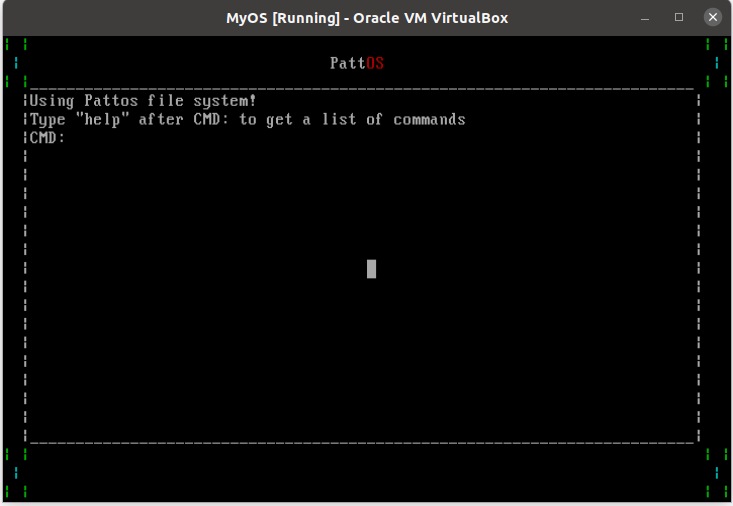 MyOS [Running] - Oracle VM VirtualBox
PattOS
Using Pattos file system!
Type "help" after CMD: to get a list of commands
CMD: